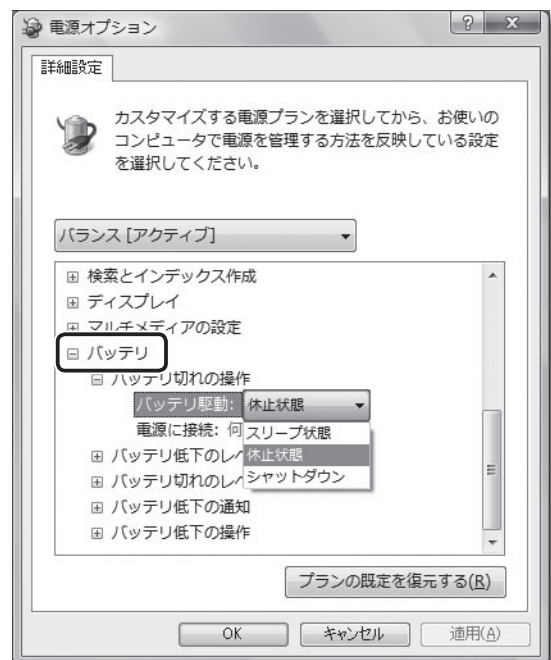 電源オプション
詳細設定
カスタマイズする電源プランを選択してから、お使いの
コンピュータで電源を管理する方法を反映している設定
を選択してください。
バランス [アクティブ]
検索とインデックス作成
ディスプレイ
マルチメディアの設定
バッテリ
バッテリ切れの操作
バッテリ駆動: 休止状態
電源に接続: 何
スリープ状態
休止状態
シャットダウン
バッテリ低下のレベ
バッテリ切れのレベ
バッテリ低下の通知
バッテリ低下の操作
プランの既定を復元する(R)
OK キャンセル 適用(A)